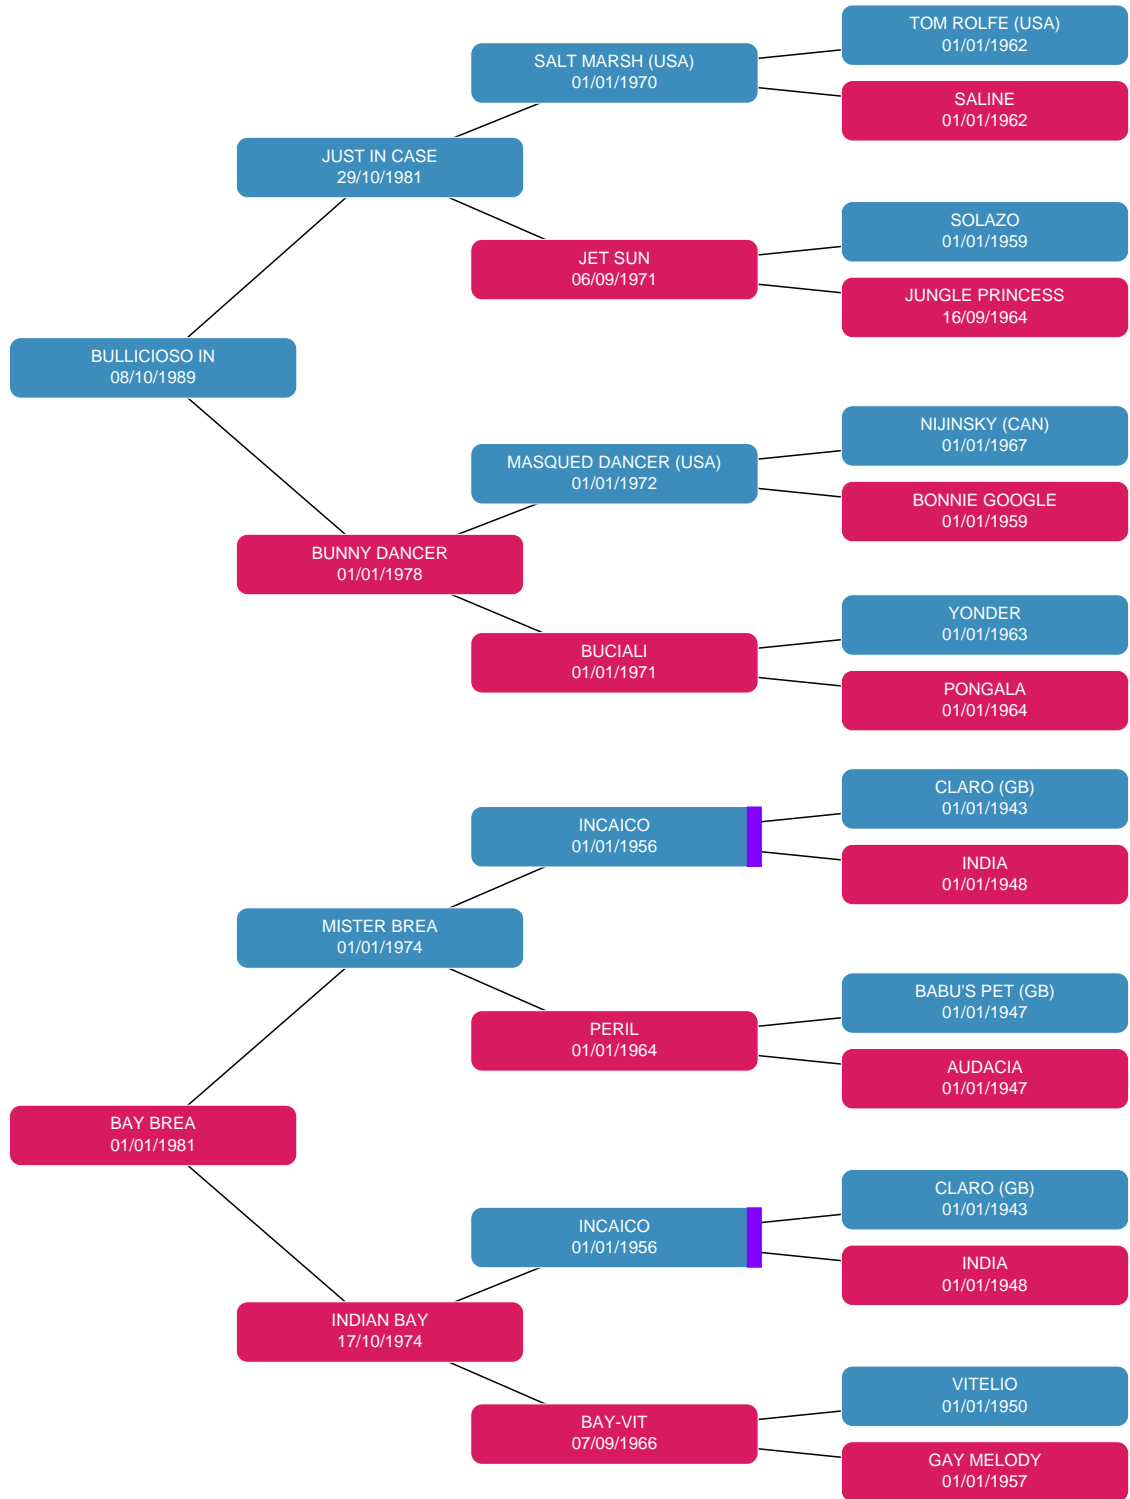 TOM ROLFE (USA)
01/01/1962
SALT MARSH (USA)
01/01/1970
SALINE
01/01/1962
JUST IN CASE
29/10/1981
SOLAZO
01/01/1959
JET SUN
06/09/1971
JUNGLE PRINCESS
16/09/1964
BULLICIOSO IN
08/10/1989
NIJINSKY (CAN)
01/01/1967
MASQUED DANCER (USA)
01/01/1972
BONNIE GOOGLE
01/01/1959
BUNNY DANCER
01/01/1978
YONDER
01/01/1963
BUCIALI
01/01/1971
PONGALA
01/01/1964
CLARO (GB)
01/01/1943
INCAICO
01/01/1956
INDIA
01/01/1948
MISTER BREA
01/01/1974
BABU'S PET (GB)
01/01/1947
PERIL
01/01/1964
AUDACIA
01/01/1947
BAY BREA
01/01/1981
CLARO (GB)
01/01/1943
INCAICO
01/01/1956
INDIA
01/01/1948
INDIAN BAY
17/10/1974
VITELIO
01/01/1950
BAY-VIT
07/09/1966
GAY MELODY
01/01/1957